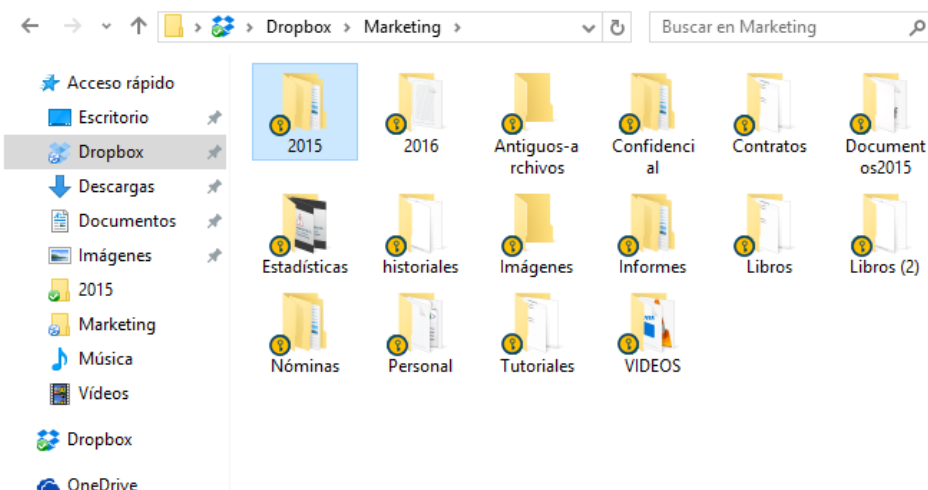 Dropbox > Marketing >
Buscar en Marketing
Acceso rápido
Escritorio
Dropbox
Descargas
Documentos
Imágenes
2015
Marketing
Música
Vídeos
Dropbox
OneDrive
2015
2016
Antiguos-a
rchivos
Confidenci
al
Contratos
Document
os2015
Estadísticas
historiales
Imágenes
Informes
Libros
Libros (2)
Nóminas
Personal
Tutoriales
VIDEOS